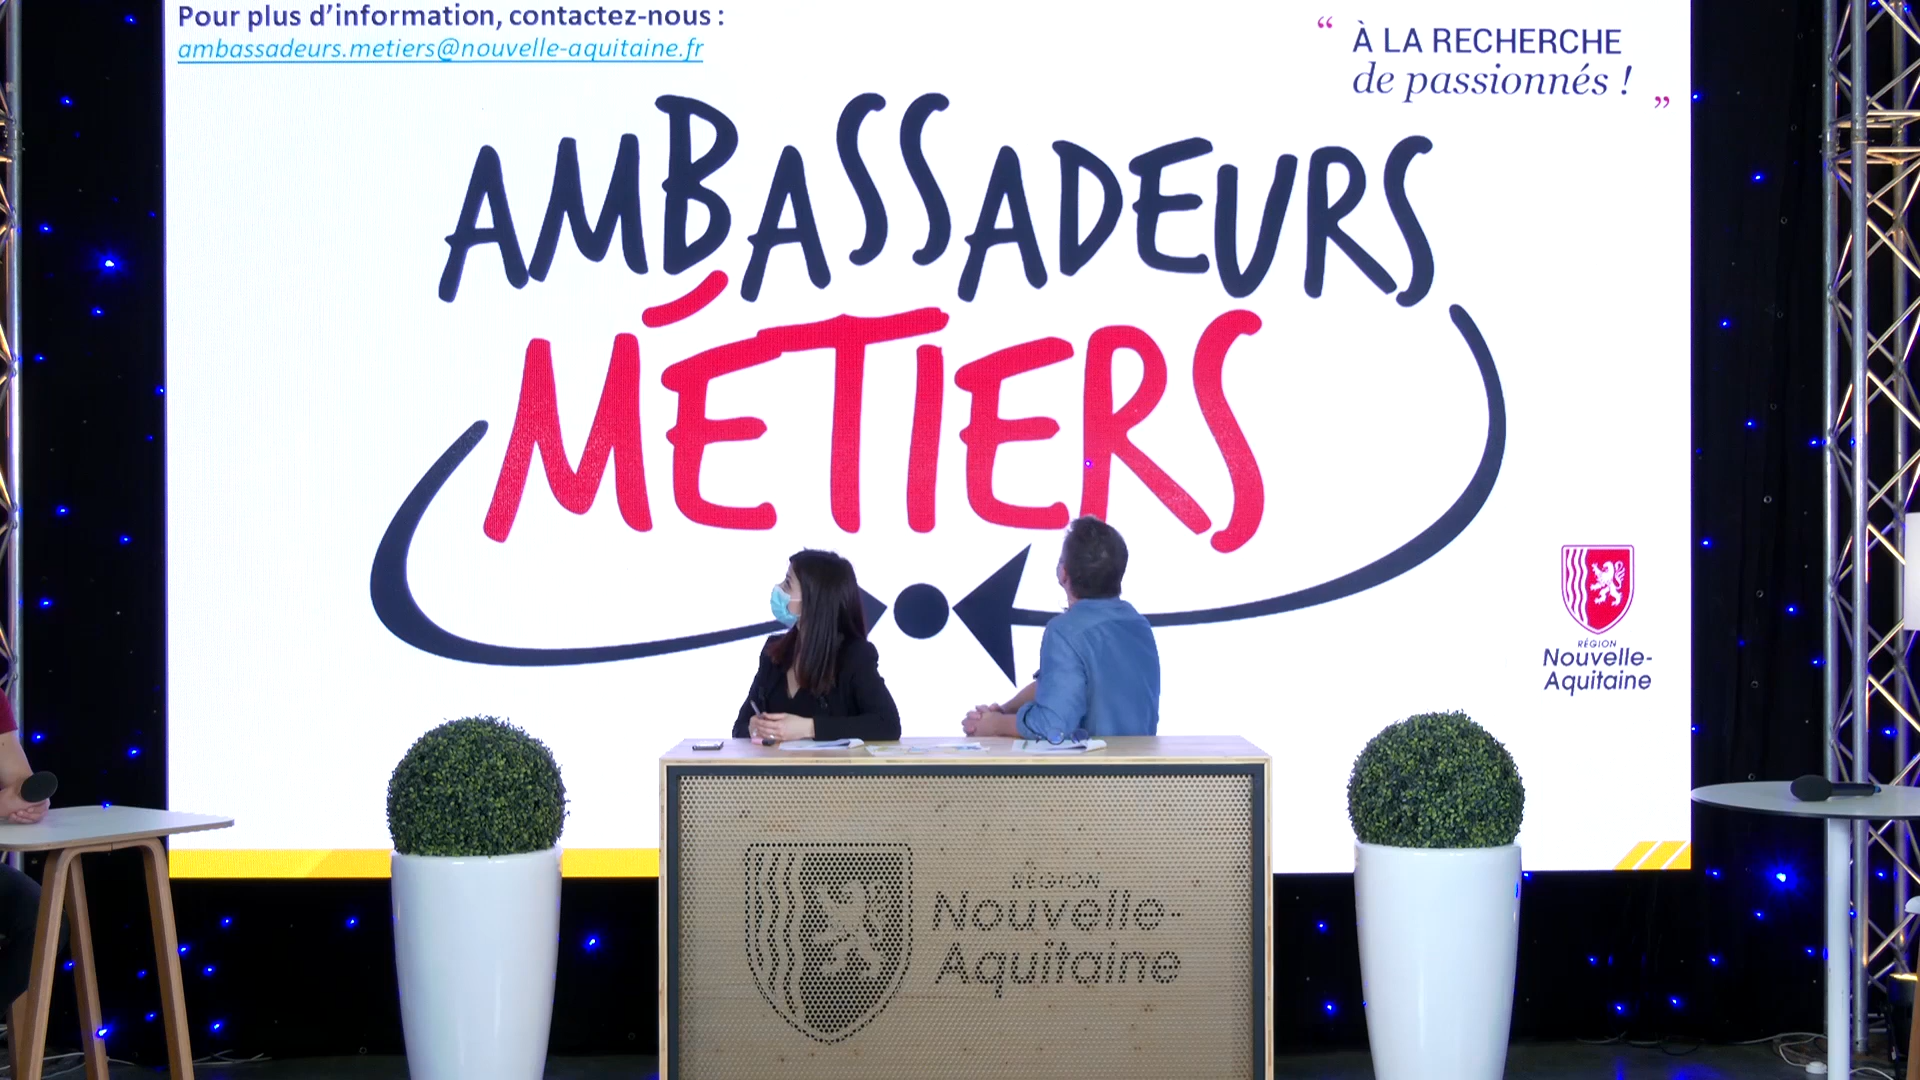 Pour plus d’information, contactez-nous :
ambassadeurs.metiers@nouvelle-aquitaine.fr
“ À LA RECHERCHE
de passionnés ! ”
AMBASSADEURS
MÉTIERS
RÉGION
Nouvelle-
Aquitaine
RÉGION
Nouvelle-
Aquitaine